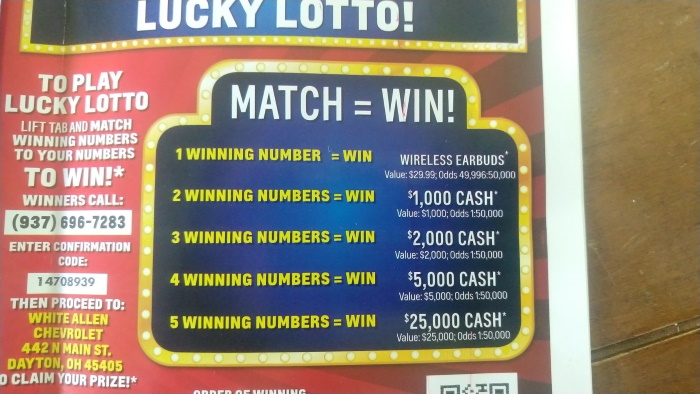 LUCKY LOTTO!
TO PLAY
LUCKY LOTTO
LIFT TAB AND MATCH
WINNING NUMBERS
TO YOUR NUMBERS
TO WIN!*
WINNERS CALL:
(937) 696-7283
ENTER CONFIRMATION
CODE:
14708939
THEN PROCEED TO:
WHITE ALLEN
CHEVROLET
442 N MAIN ST.
DAYTON, OH 45405
O CLAIM YOUR PRIZE!*
MATCH = WIN!
1 WINNING NUMBER = WIN WIRELESS EARBUDS*
Value: $29.99; Odds 49,996:50,000
2 WINNING NUMBERS = WIN $1,000 CASH*
Value: $1,000; Odds 1:50,000
3 WINNING NUMBERS = WIN $2,000 CASH*
Value: $2,000; Odds 1:50,000
4 WINNING NUMBERS = WIN $5,000 CASH*
Value: $5,000; Odds 1:50,000
5 WINNING NUMBERS = WIN $25,000 CASH*
Value: $25,000; Odds 1:50,000
ORDER OF WINNING